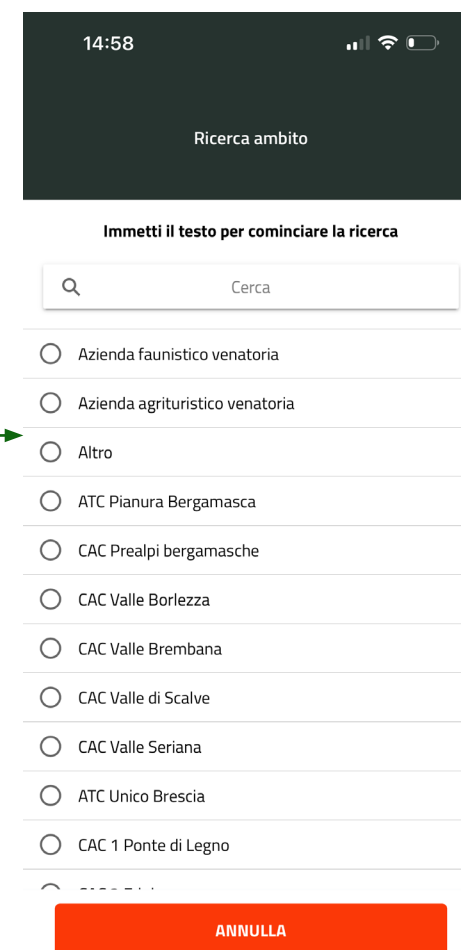 14:58
Ricerca ambito
Immetti il testo per cominciare la ricerca
Cerca
Azienda faunistico venatoria
Azienda agrituristico venatoria
Altro
ATC Pianura Bergamasca
CAC Prealpi bergamasche
CAC Valle Borlezza
CAC Valle Brembana
CAC Valle di Scalve
CAC Valle Seriana
ATC Unico Brescia
CAC 1 Ponte di Legno
ANNULLA